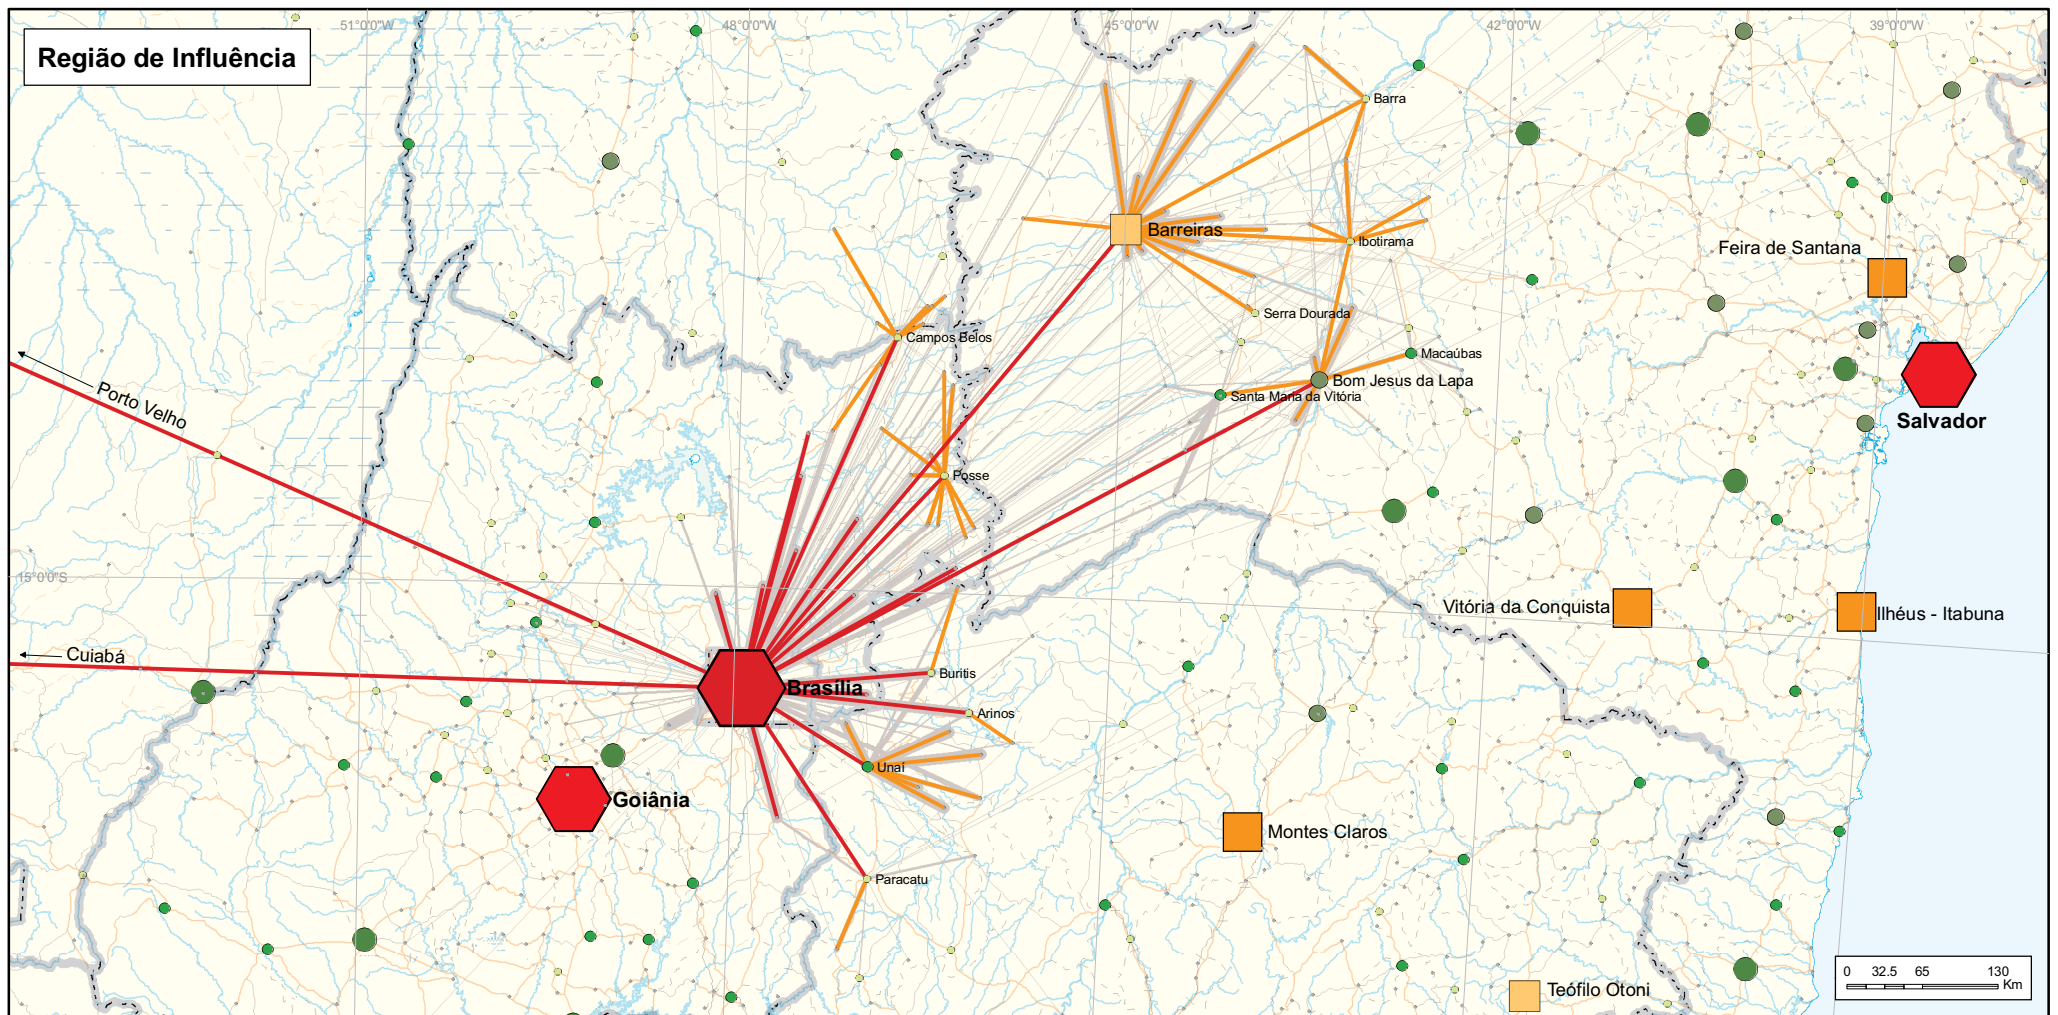 51°0'0"W
48°0'0"W
45°0'0"W
42°0'0"W
39°0'0"W
Região de Influência
Barra
Barreiras
Ibotirama
Feira de Santana
Serra Dourada
Campos Belos
Macaúbas
Bom Jesus da Lapa
Santa Maria da Vitória
Porto Velho
Salvador
Posse
15°0'0"S
Vitória da Conquista
Ilhéus - Itabuna
Cuiabá
Buritis
Brasília
Arinos
Unaí
Goiânia
Montes Claros
Paracatu
0 32.5 65 130
Km
Teófilo Otoni